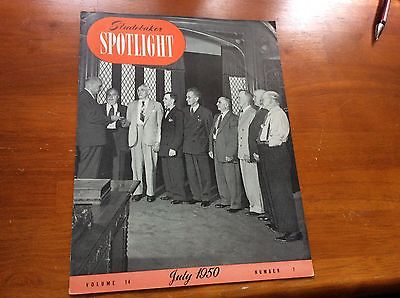 Studebaker
SPOTLIGHT
VOLUME 14 July 1950 NUMBER 7